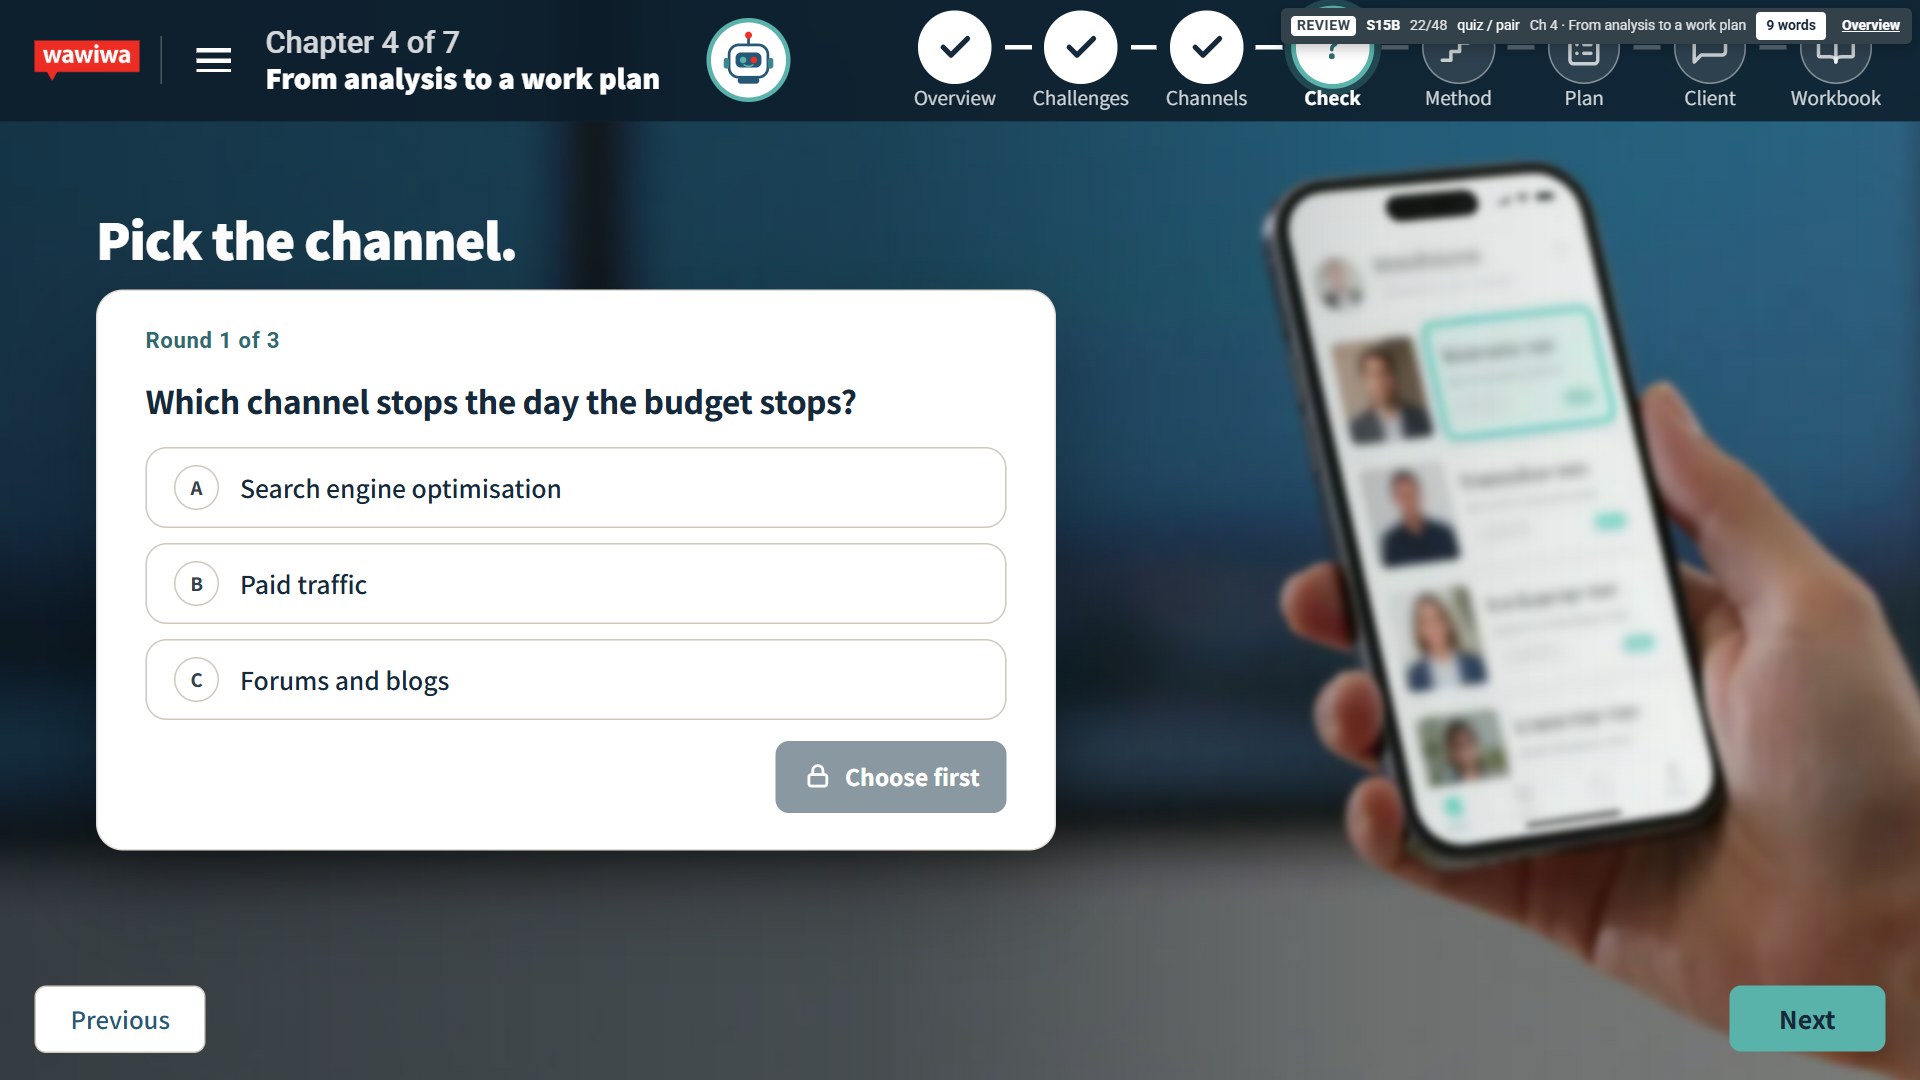 wawiwa
Chapter 4 of 7
From analysis to a work plan
Overview
Challenges
Channels
?
Check
Method
Plan
Client
Workbook
REVIEW S15B 22/48 quiz / pair Ch 4 · From analysis to a work plan 9 words Overview
Pick the channel.
Round 1 of 3
Which channel stops the day the budget stops?
A Search engine optimisation
B Paid traffic
C Forums and blogs
Choose first
Previous
Next